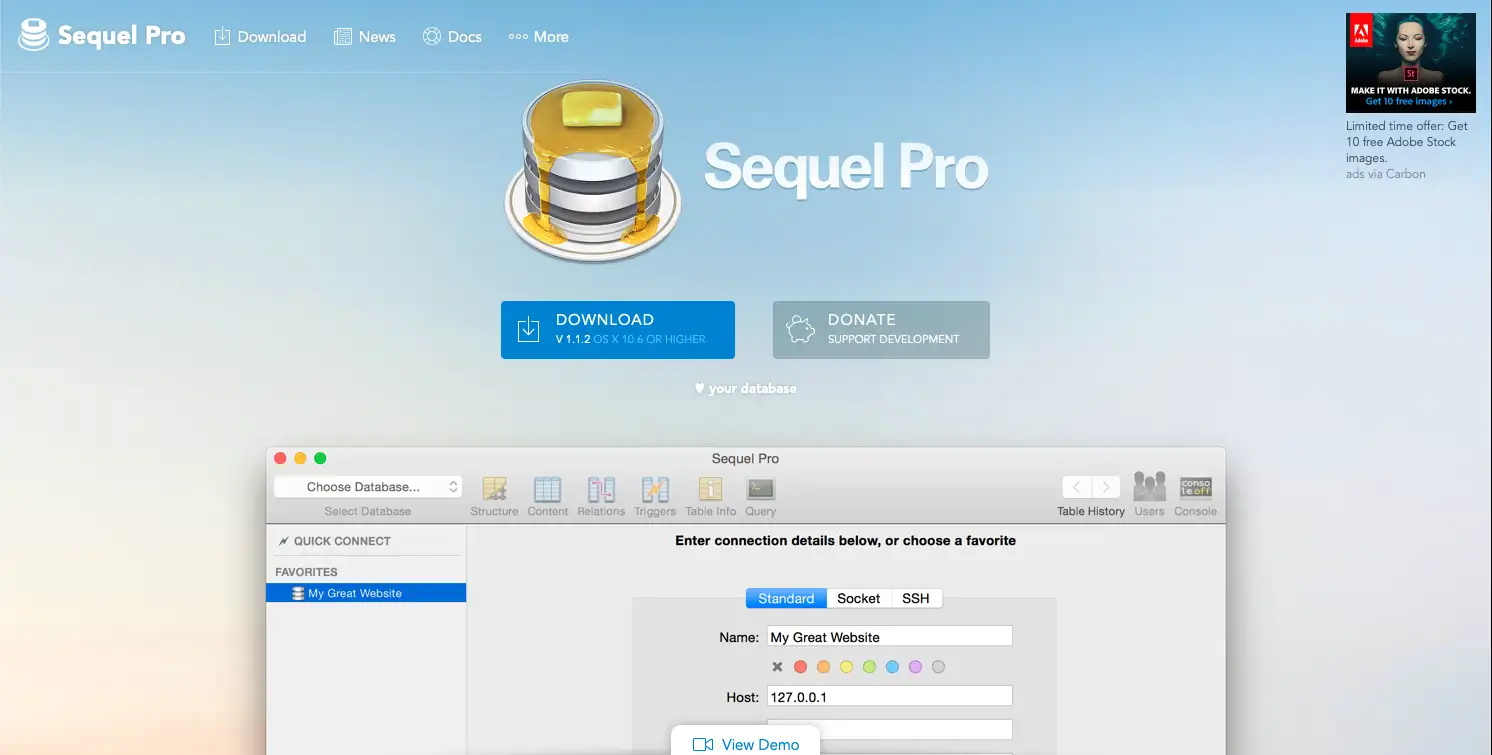 Sequel Pro
Download
News
Docs
More
Adobe
St
MAKE IT WITH ADOBE STOCK.
Get 10 free images ›
Limited time offer: Get
10 free Adobe Stock
images.
ads via Carbon
Sequel Pro
DOWNLOAD
V 1.1.2 OS X 10.6 OR HIGHER
DONATE
SUPPORT DEVELOPMENT
♥ your database
Sequel Pro
Choose Database...
Select Database
Structure
Content
Relations
Triggers
Table Info
Query
Table History
Users
conso
le off
Console
QUICK CONNECT
FAVORITES
My Great Website
Enter connection details below, or choose a favorite
Standard
Socket
SSH
Name: My Great Website
Host: 127.0.0.1
View Demo